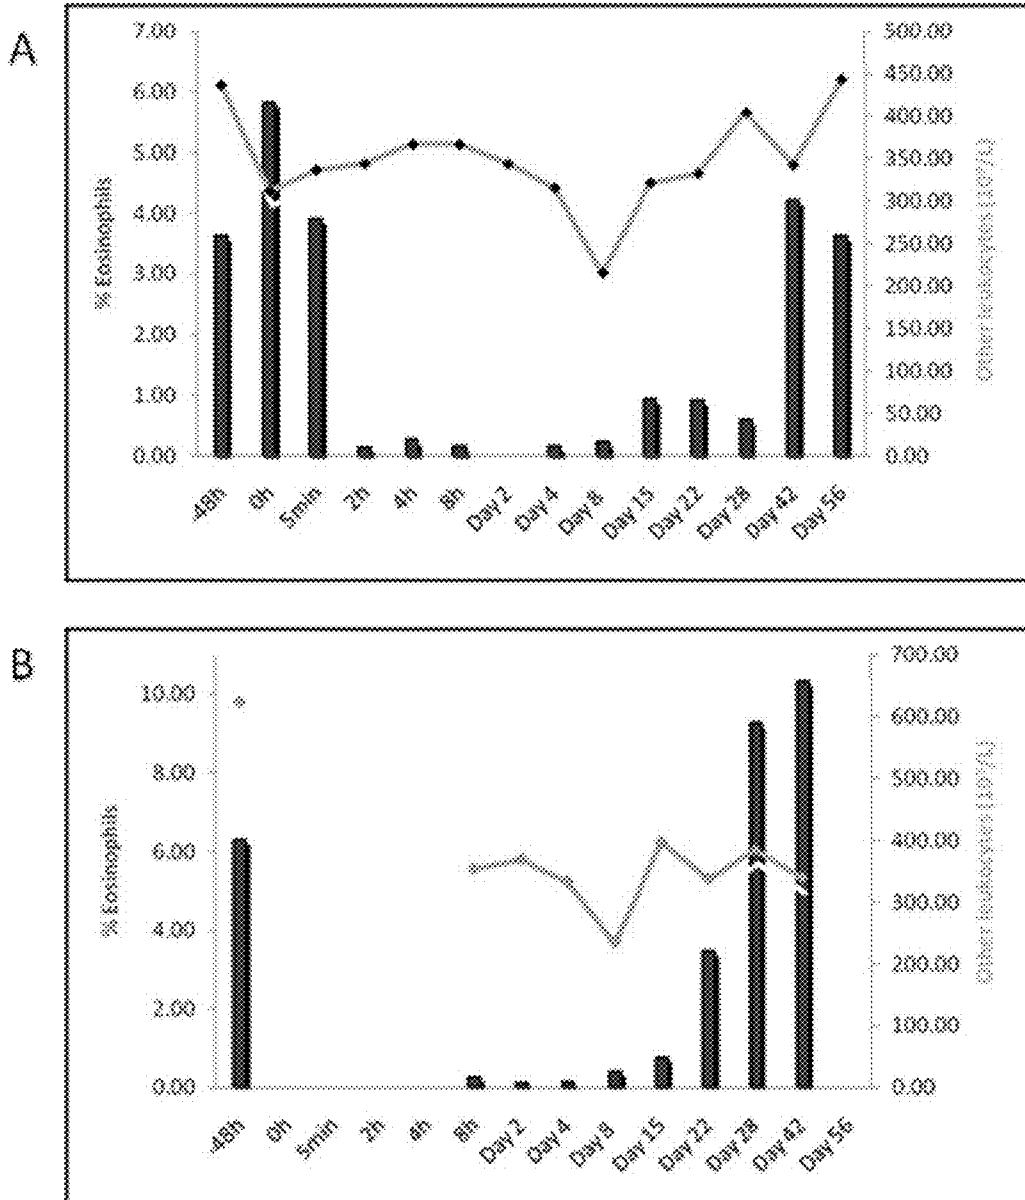 A
7.00
6.00
5.00
4.00
3.00
2.00
1.00
0.00
% Eosinophils
500.00
450.00
400.00
350.00
300.00
250.00
200.00
150.00
100.00
50.00
0.00
Other leukocytes
-48h
0h
5min
2h
4h
8h
Day 2
Day 4
Day 8
Day 15
Day 22
Day 28
Day 42
Day 56
B
10.00
8.00
6.00
4.00
2.00
0.00
% Eosinophils
700.00
600.00
500.00
400.00
300.00
200.00
100.00
0.00
Other leukocytes
-48h
0h
5min
2h
4h
8h
Day 2
Day 4
Day 8
Day 15
Day 22
Day 28
Day 42
Day 56